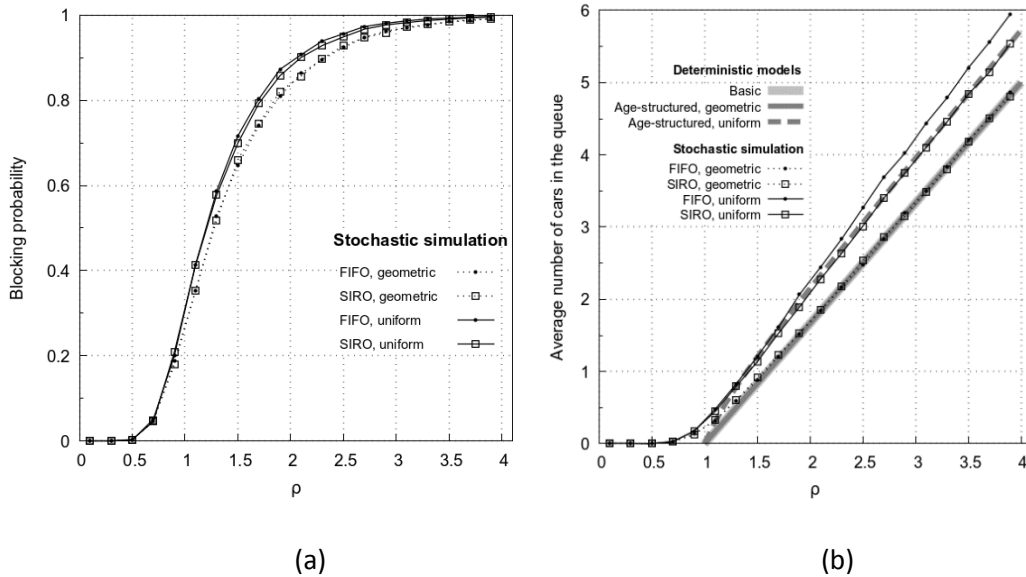 1
0.8
0.6
0.4
0.2
0
Blocking probability
Stochastic simulation
FIFO, geometric
SIRO, geometric
FIFO, uniform
SIRO, uniform
0 0.5 1 1.5 2 2.5 3 3.5 4
ρ
(a)
6
5
4
3
2
1
0
Average number of cars in the queue
Deterministic models
Basic
Age-structured, geometric
Age-structured, uniform
Stochastic simulation
FIFO, geometric
SIRO, geometric
FIFO, uniform
SIRO, uniform
0 0.5 1 1.5 2 2.5 3 3.5 4
ρ
(b)